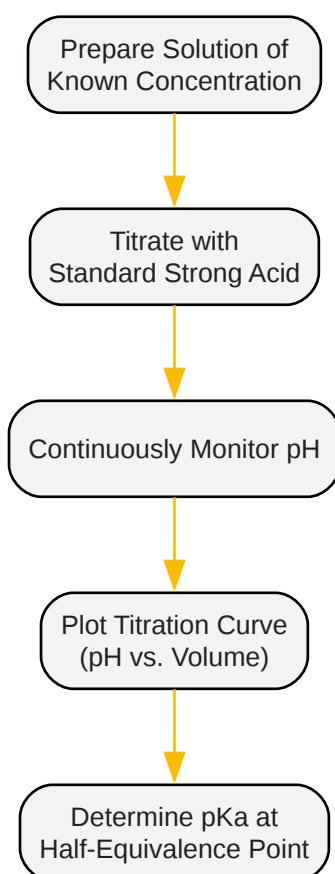 Prepare Solution of
Known Concentration
Titrate with
Standard Strong Acid
Continuously Monitor pH
Plot Titration Curve
(pH vs. Volume)
Determine pKa at
Half-Equivalence Point